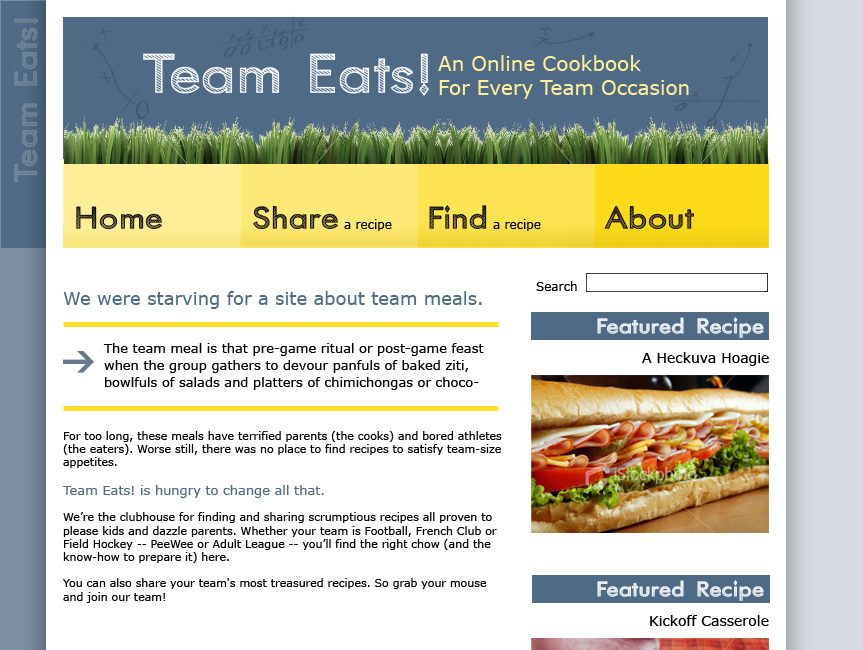 Team Eats!
Team Eats!
An Online Cookbook
For Every Team Occasion
Home
Share a recipe
Find a recipe
About
Search
We were starving for a site about team meals.
The team meal is that pre-game ritual or post-game feast
when the group gathers to devour panfuls of baked ziti,
bowlfuls of salads and platters of chimichongas or choco-
For too long, these meals have terrified parents (the cooks) and bored athletes
(the eaters). Worse still, there was no place to find recipes to satisfy team-size
appetites.
Team Eats! is hungry to change all that.
We’re the clubhouse for finding and sharing scrumptious recipes all proven to
please kids and dazzle parents. Whether your team is Football, French Club or
Field Hockey -- PeeWee or Adult League -- you’ll find the right chow (and the
know-how to prepare it) here.
You can also share your team's most treasured recipes. So grab your mouse
and join our team!
Featured Recipe
A Heckuva Hoagie
iStockphoto
Featured Recipe
Kickoff Casserole